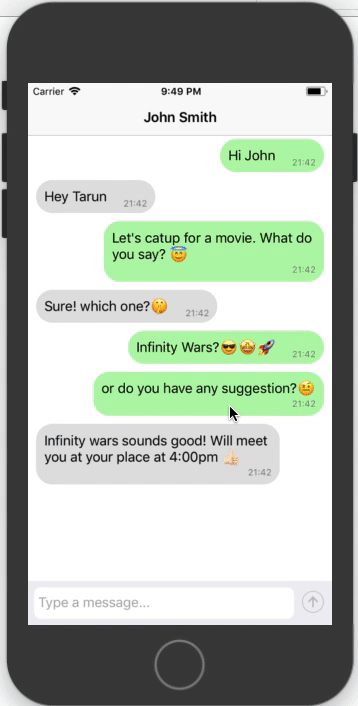 Carrier 9:49 PM
John Smith
Hi John 21:42
Hey Tarun 21:42
Let's catup for a movie. What do
you say? 😇
21:42
Sure! which one?🤔 21:42
Infinity Wars?😎🤩🚀 21:42
or do you have any suggestion?😉
21:42
Infinity wars sounds good! Will meet
you at your place at 4:00pm 👍🏻
21:42
Type a message...